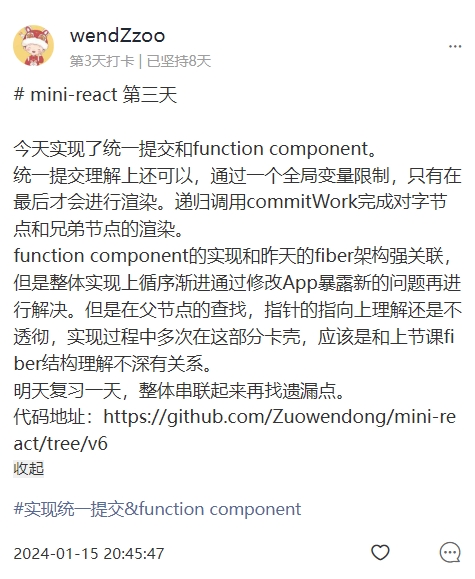 wendZzoo
第3天打卡 | 已坚持8天
# mini-react 第三天
今天实现了统一提交和function component。
统一提交理解上还可以，通过一个全局变量限制，只有在
最后才会进行渲染。递归调用commitWork完成对字节
点和兄弟节点的渲染。
function component的实现和昨天的fiber架构强关联，
但是整体实现上循序渐进通过修改App暴露新的问题再进
行解决。但是在父节点的查找，指针的指向上理解还是不
透彻，实现过程中多次在这部分卡壳，应该是和上节课fi
ber结构理解不深有关系。
明天复习一天，整体串联起来再找遗漏点。
代码地址：https://github.com/Zuowendong/mini-re
act/tree/v6
收起
#实现统一提交&function component
2024-01-15 20:45:47